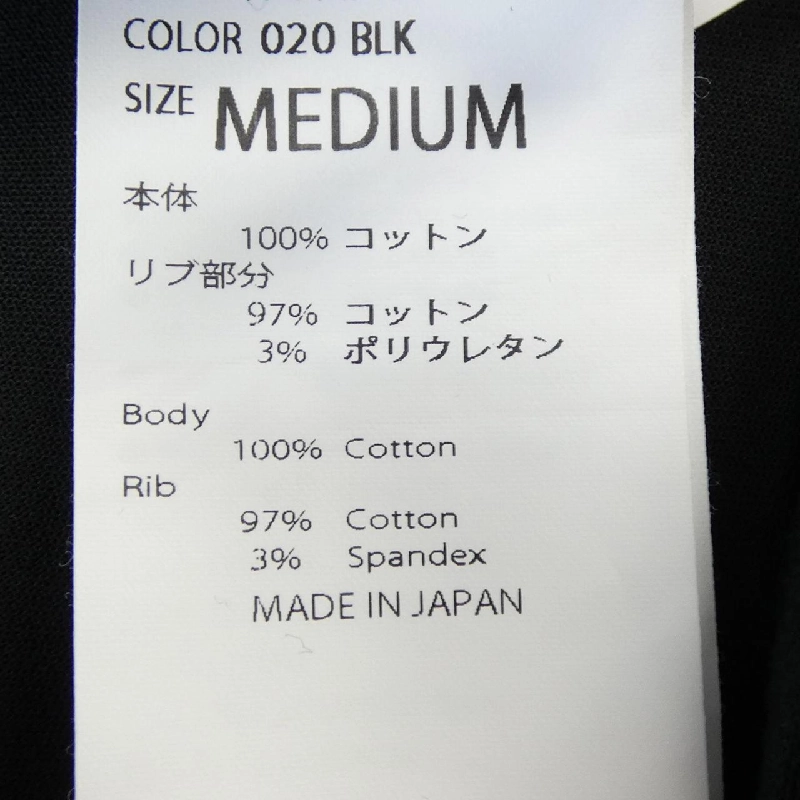 COLOR 020 BLK
SIZE MEDIUM
本体
100% コットン
リブ部分
97% コットン
3% ポリウレタン
Body
100% Cotton
Rib
97% Cotton
3% Spandex
MADE IN JAPAN